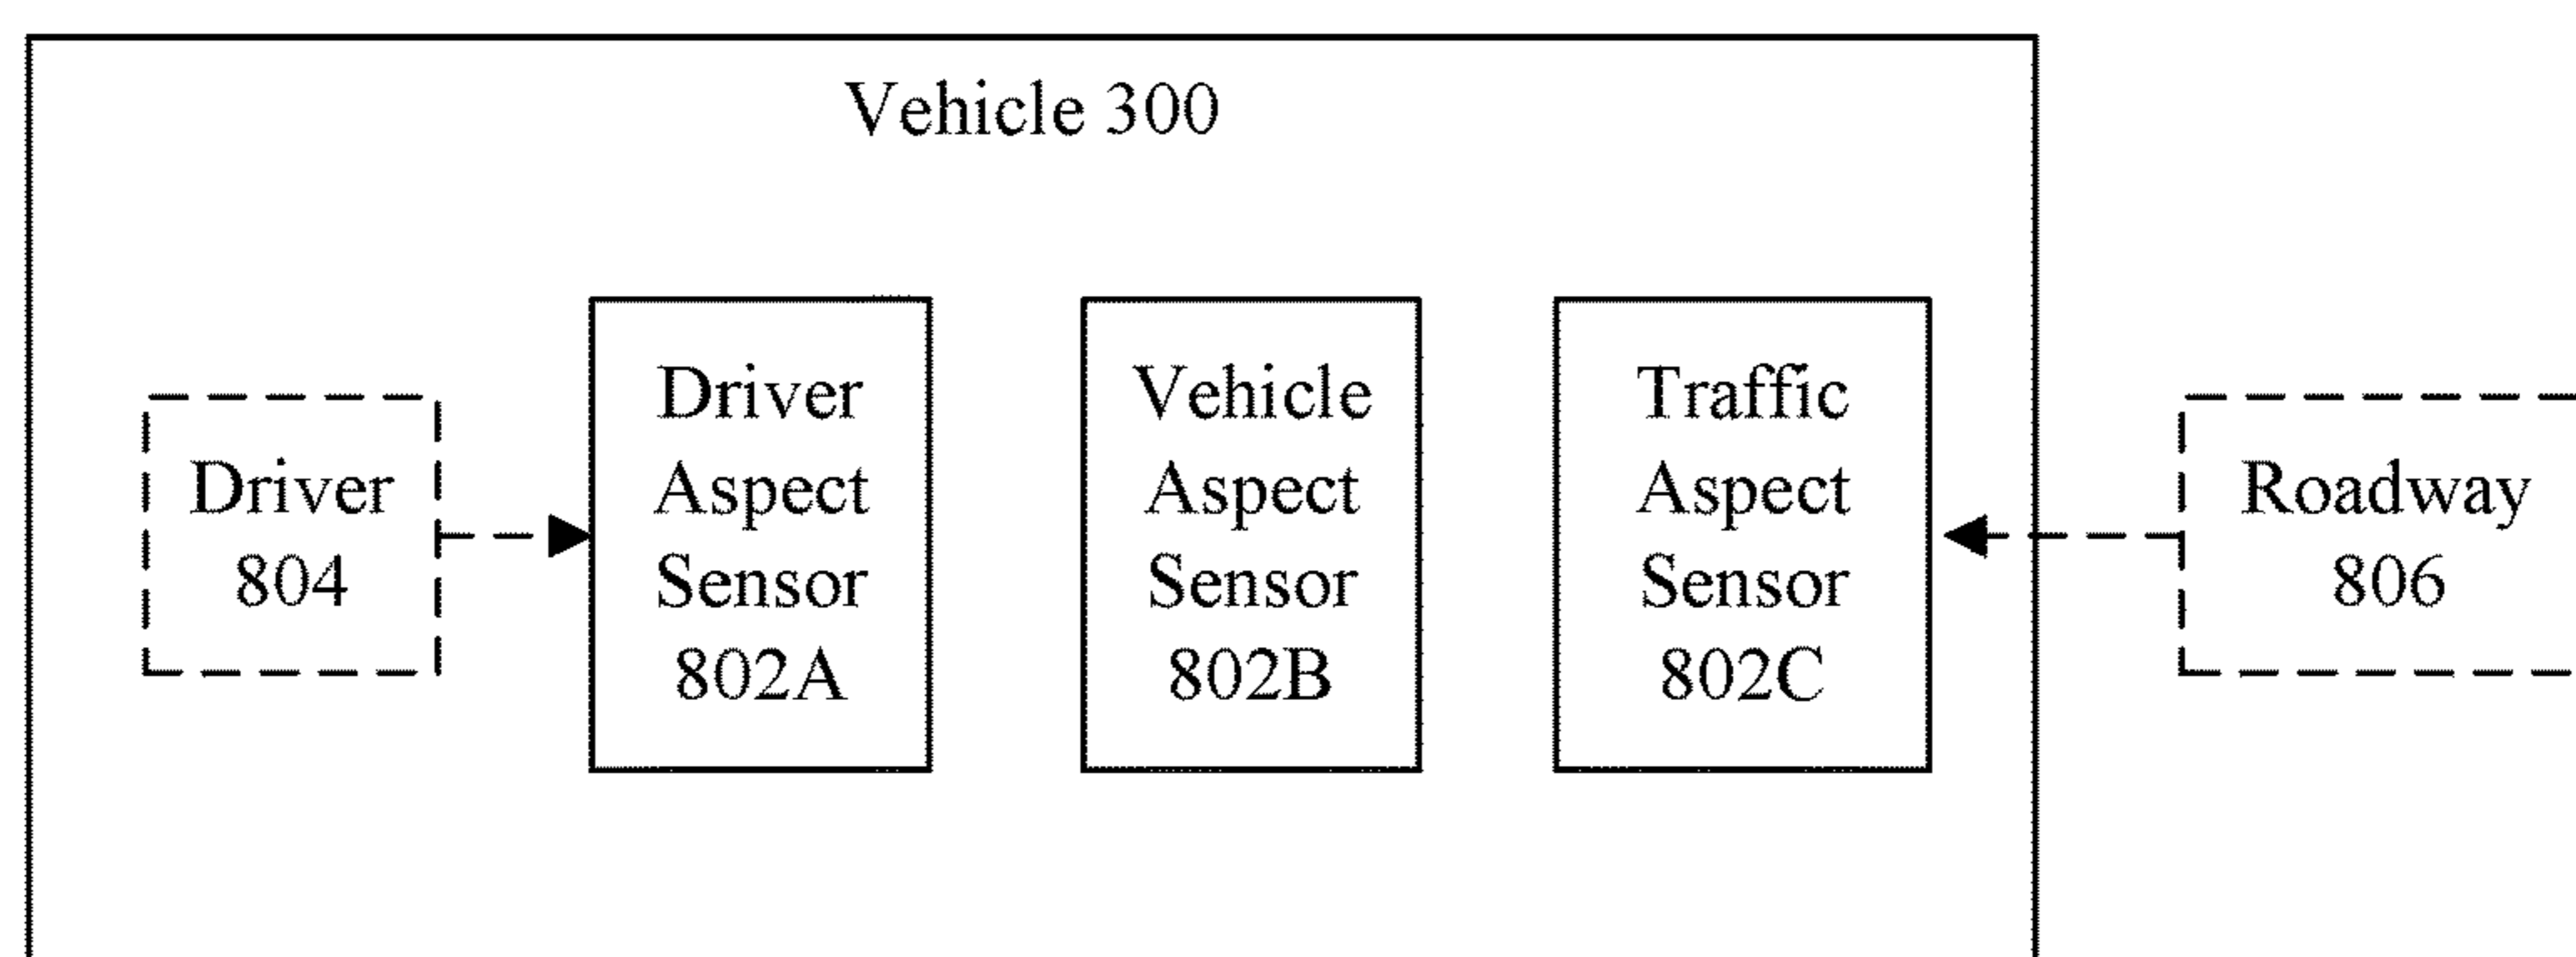 Vehicle 300
Driver
804
Driver
Aspect
Sensor
802A
Vehicle
Aspect
Sensor
802B
Traffic
Aspect
Sensor
802C
Roadway
806